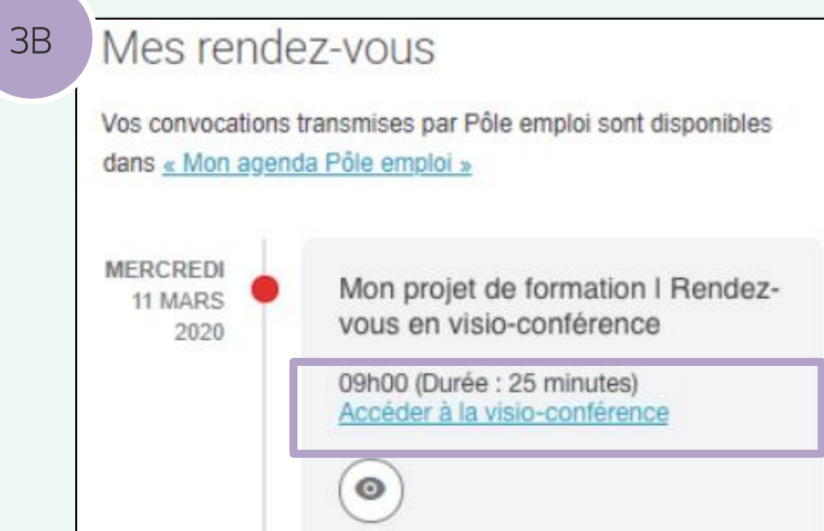 3B
Mes rendez-vous
Vos convocations transmises par Pôle emploi sont disponibles
dans « Mon agenda Pôle emploi »
MERCREDI
11 MARS
2020
Mon projet de formation I Rendez-
vous en visio-conférence
09h00 (Durée : 25 minutes)
Accéder à la visio-conférence